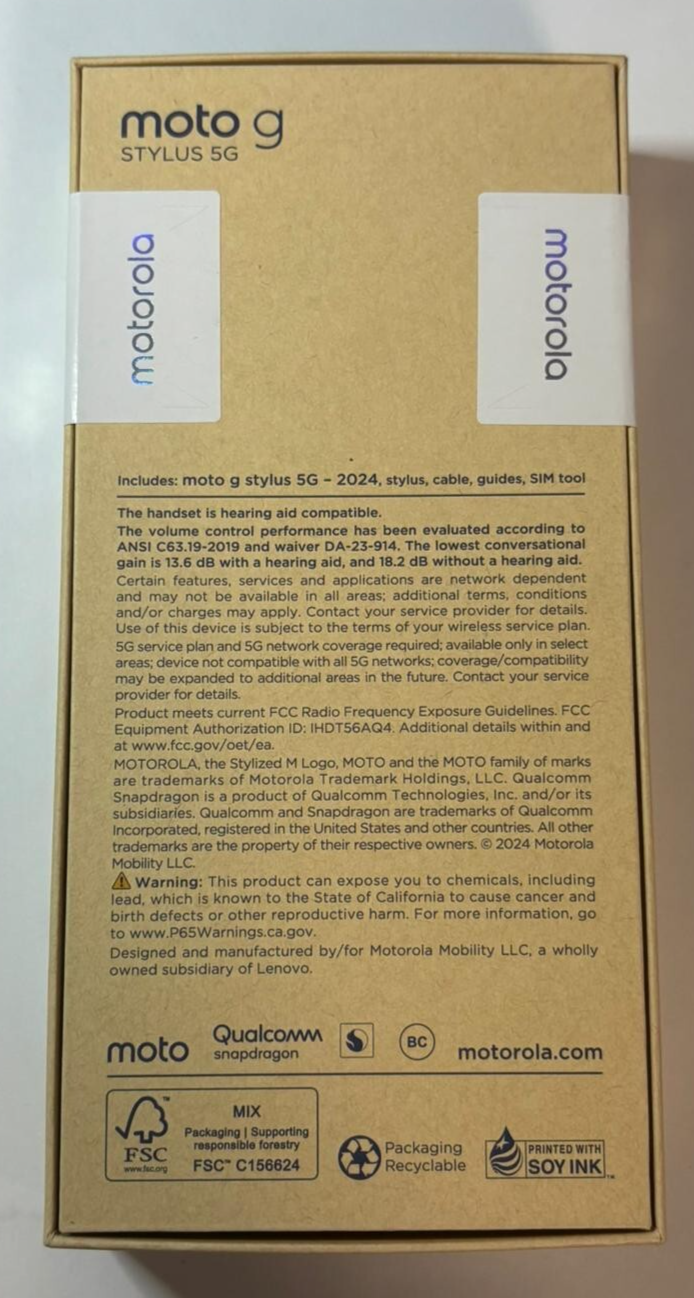 moto g
STYLUS 5G
motorola
motorola
Includes: moto g stylus 5G – 2024, stylus, cable, guides, SIM tool
The handset is hearing aid compatible.
The volume control performance has been evaluated according to
ANSI C63.19-2019 and waiver DA-23-914. The lowest conversational
gain is 13.6 dB with a hearing aid, and 18.2 dB without a hearing aid.
Certain features, services and applications are network dependent
and may not be available in all areas; additional terms, conditions
and/or charges may apply. Contact your service provider for details.
Use of this device is subject to the terms of your wireless service plan.
5G service plan and 5G network coverage required; available only in select
areas; device not compatible with all 5G networks; coverage/compatibility
may be expanded to additional areas in the future. Contact your service
provider for details.
Product meets current FCC Radio Frequency Exposure Guidelines. FCC
Equipment Authorization ID: IHDT56AQ4. Additional details within and
at www.fcc.gov/oet/ea.
MOTOROLA, the Stylized M Logo, MOTO and the MOTO family of marks
are trademarks of Motorola Trademark Holdings, LLC. Qualcomm
Snapdragon is a product of Qualcomm Technologies, Inc. and/or its
subsidiaries. Qualcomm and Snapdragon are trademarks of Qualcomm
Incorporated, registered in the United States and other countries. All other
trademarks are the property of their respective owners. © 2024 Motorola
Mobility LLC.
⚠ Warning: This product can expose you to chemicals, including
lead, which is known to the State of California to cause cancer and
birth defects or other reproductive harm. For more information, go
to www.P65Warnings.ca.gov.
Designed and manufactured by/for Motorola Mobility LLC, a wholly
owned subsidiary of Lenovo.
moto
Qualcomm
snapdragon
BC
motorola.com
FSC
www.fsc.org
MIX
Packaging | Supporting
responsible forestry
FSC™ C156624
Packaging
Recyclable
PRINTED WITH
SOY INK™